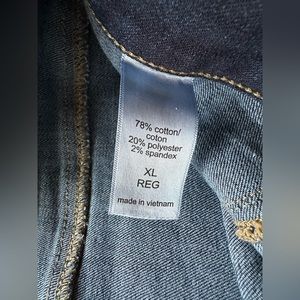 78% cotton/
coton
20% polyester
2% spandex
XL
REG
made in vietnam